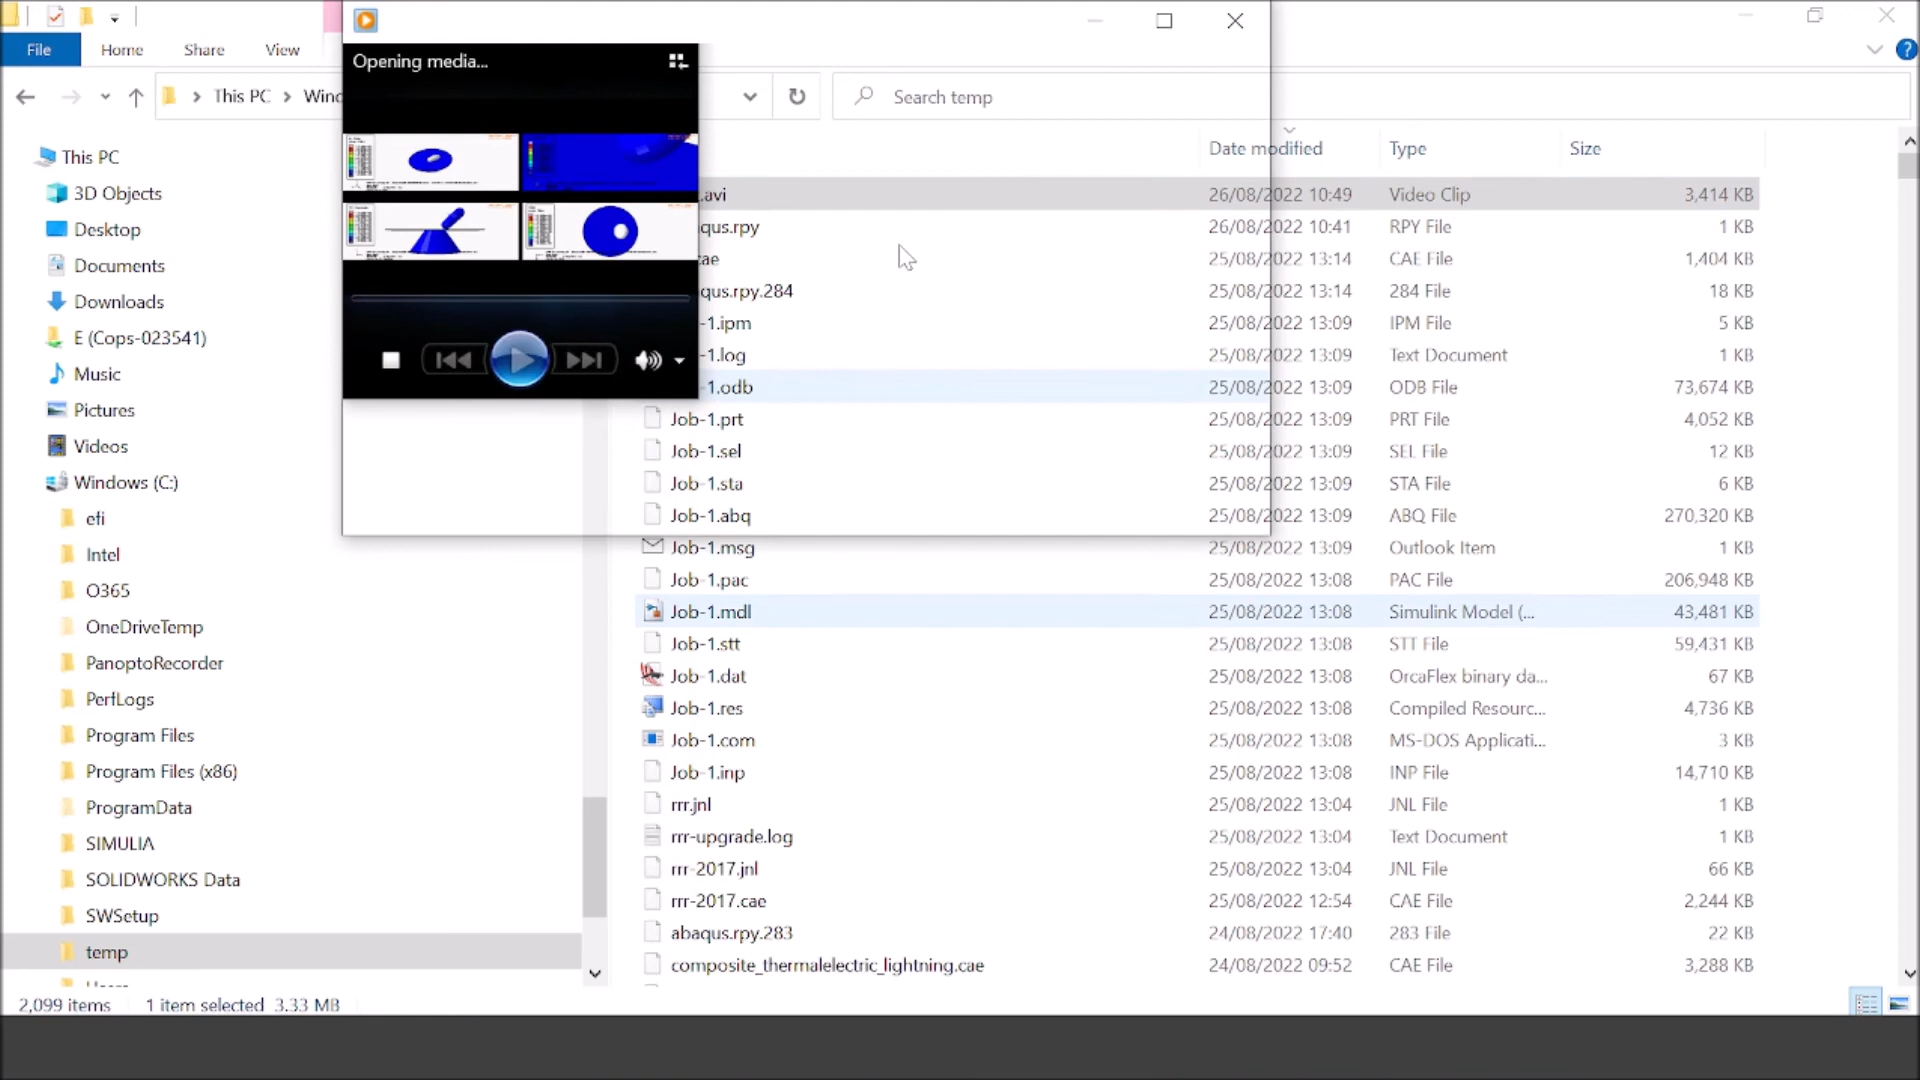 File Home Share View
This PC Wind Search temp
Opening media...
Date modified Type Size
This PC
3D Objects
Desktop
Documents
Downloads
E (Cops-023541)
Music
Pictures
Videos
Windows (C:)
efi
Intel
O365
OneDriveTemp
PanoptoRecorder
PerfLogs
Program Files
Program Files (x86)
ProgramData
SIMULIA
SOLIDWORKS Data
SWSetup
temp
.avi 26/08/2022 10:49 Video Clip 3,414 KB
qus.rpy 26/08/2022 10:41 RPY File 1 KB
cae 25/08/2022 13:14 CAE File 1,404 KB
qus.rpy.284 25/08/2022 13:14 284 File 18 KB
-1.ipm 25/08/2022 13:09 IPM File 5 KB
-1.log 25/08/2022 13:09 Text Document 1 KB
-1.odb 25/08/2022 13:09 ODB File 73,674 KB
Job-1.prt 25/08/2022 13:09 PRT File 4,052 KB
Job-1.sel 25/08/2022 13:09 SEL File 12 KB
Job-1.sta 25/08/2022 13:09 STA File 6 KB
Job-1.abq 25/08/2022 13:09 ABQ File 270,320 KB
Job-1.msg 25/08/2022 13:09 Outlook Item 1 KB
Job-1.pac 25/08/2022 13:08 PAC File 206,948 KB
Job-1.mdl 25/08/2022 13:08 Simulink Model (... 43,481 KB
Job-1.stt 25/08/2022 13:08 STT File 59,431 KB
Job-1.dat 25/08/2022 13:08 OrcaFlex binary da... 67 KB
Job-1.res 25/08/2022 13:08 Compiled Resourc... 4,736 KB
Job-1.com 25/08/2022 13:08 MS-DOS Applicati... 3 KB
Job-1.inp 25/08/2022 13:08 INP File 14,710 KB
rrr.jnl 25/08/2022 13:04 JNL File 1 KB
rrr-upgrade.log 25/08/2022 13:04 Text Document 1 KB
rrr-2017.jnl 25/08/2022 13:04 JNL File 66 KB
rrr-2017.cae 25/08/2022 12:54 CAE File 2,244 KB
abaqus.rpy.283 24/08/2022 17:40 283 File 22 KB
composite_thermalelectric_lightning.cae 24/08/2022 09:52 CAE File 3,288 KB
2,099 items 1 item selected 3.33 MB